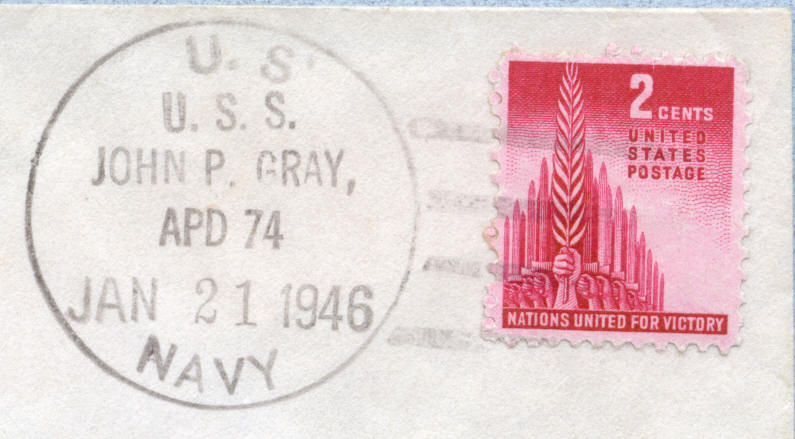 U. S
U. S. S.
JOHN P. GRAY,
APD 74
JAN 21 1946
NAVY
2 CENTS
UNITED
STATES
POSTAGE
NATIONS UNITED FOR VICTORY